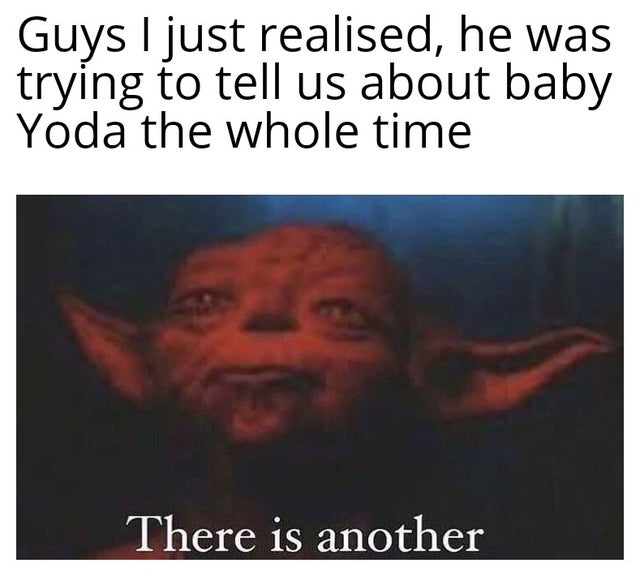 Guys I just realised, he was
trying to tell us about baby
Yoda the whole time
There is another